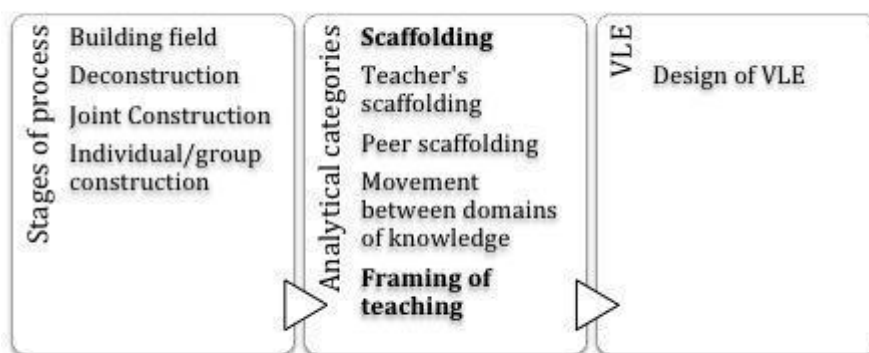 Stages of process
Building field
Deconstruction
Joint Construction
Individual/group
construction
Analytical categories
Scaffolding
Teacher's
scaffolding
Peer scaffolding
Movement
between domains
of knowledge
Framing of
teaching
VLE
Design of VLE